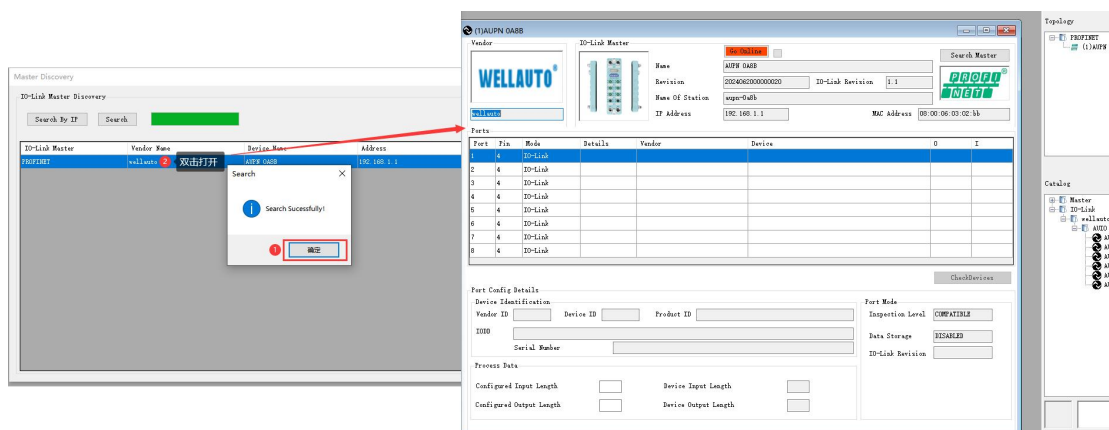 Master Discovery
IO-Link Master Discovery
Search By IP Search
IO-Link Master Vendor Name Device Name Address
PROFINET wellauto 2 双击打开 AUPN 0A8B 192.168.1.1
Search
Search Sucessfully!
1 确定
(1)AUPN 0A8B
Vendor
WELLAUTO
wellauto
IO-Link Master
Go Online
Search Master
Name AUPN 0A8B
Revision 2024062000000020 IO-Link Revision 1.1
Name Of Station aupn-0a8b
IP Address 192.168.1.1 MAC Address 08:00:06:03:02:bb
PROFI
NET
Ports
Port Pin Mode Details Vendor Device O I
1 4 IO-Link
2 4 IO-Link
3 4 IO-Link
4 4 IO-Link
5 4 IO-Link
6 4 IO-Link
7 4 IO-Link
8 4 IO-Link
CheckDevices
Port Config Details
Device Identification
Vendor ID Device ID Product ID
IODD
Serial Number
Process Data
Configured Input Length Device Input Length
Configured Output Length Device Output Length
Port Mode
Inspection Level COMPATIBLE
Data Storage DISABLED
IO-Link Revision
Topology
PROFINET
(1)AUPN
Catalog
Master
IO-Link
wellauto
AUIO